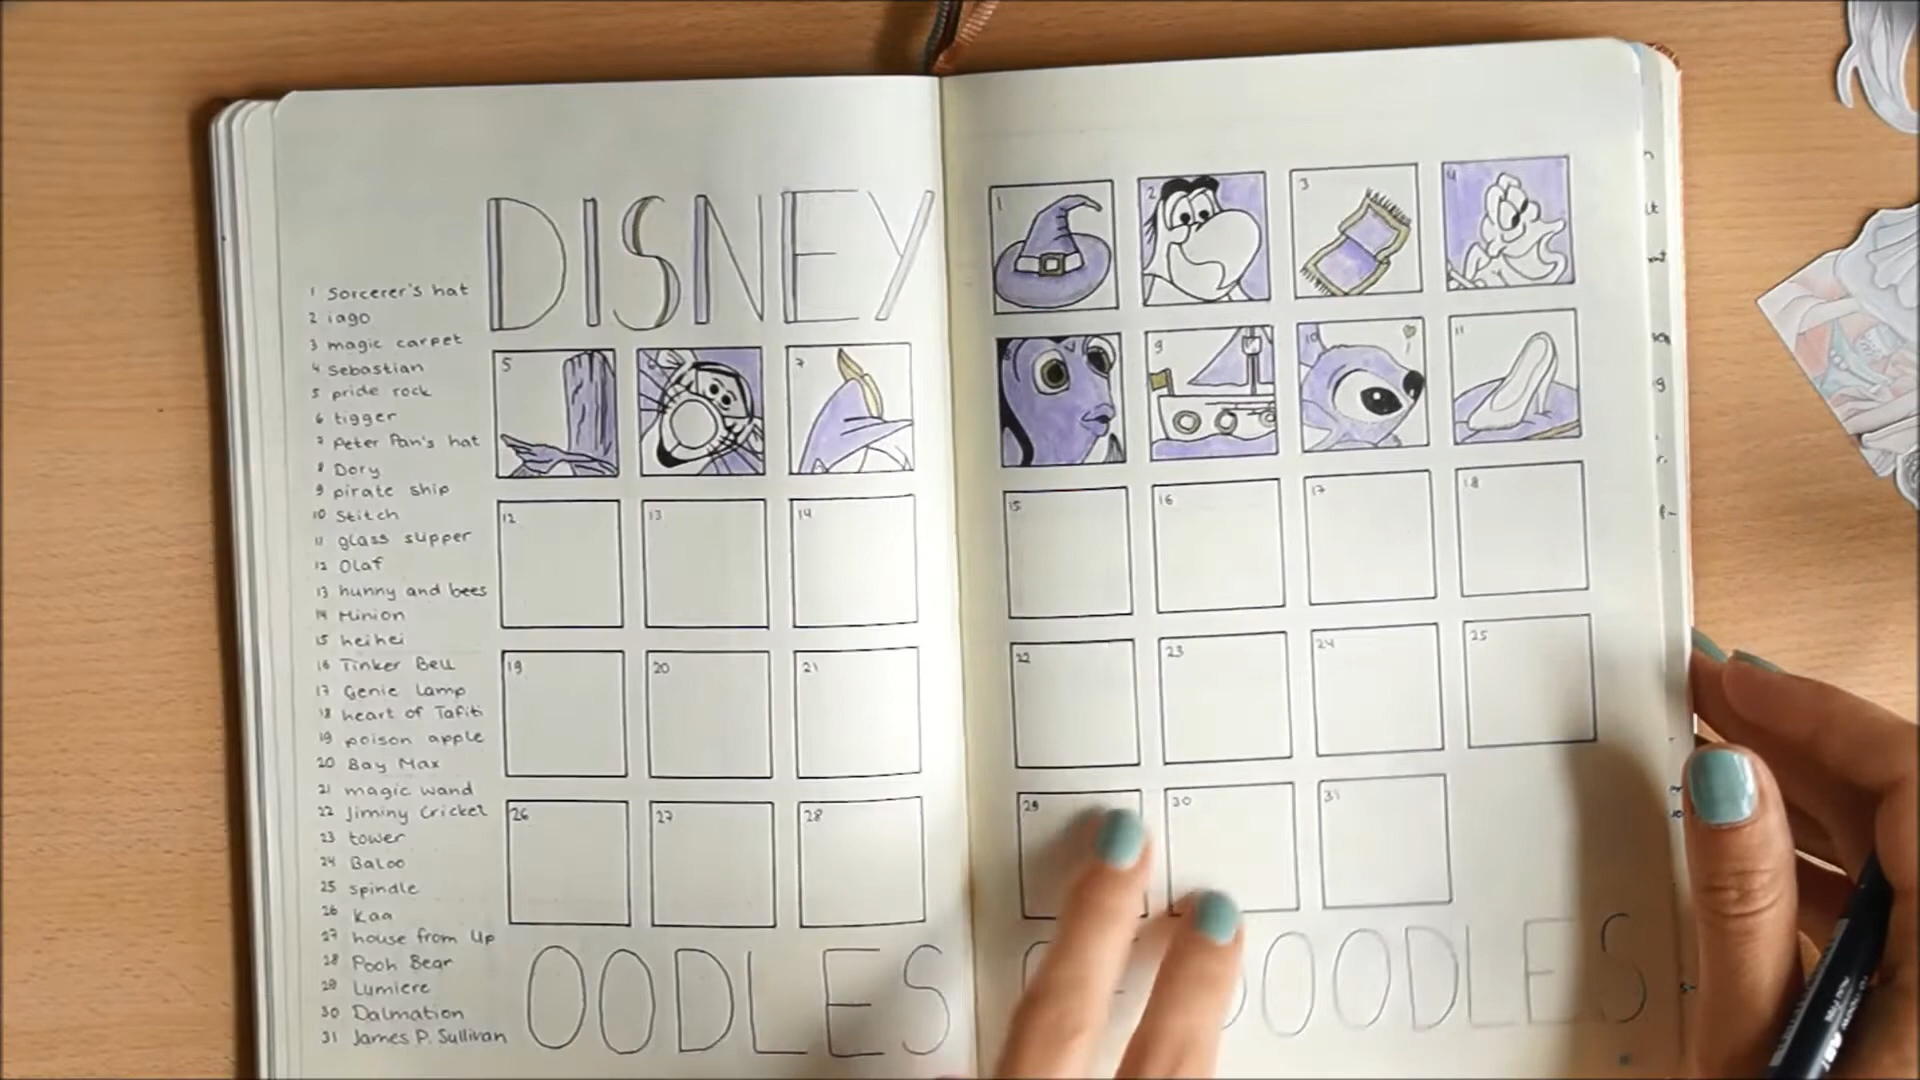 DISNEY
1 Sorcerer's hat
2 iago
3 magic carpet
4 Sebastian
5 pride rock
6 tigger
7 Peter Pan's hat
8 Dory
9 pirate ship
10 Stitch
11 glass slipper
12 Olaf
13 hunny and bees
14 Minion
15 heihei
16 Tinker Bell
17 Genie Lamp
18 heart of Tafiti
19 poison apple
20 Bay Max
21 magic wand
22 Jiminy Cricket
23 tower
24 Baloo
25 spindle
26 Kaa
27 house from Up
28 Pooh Bear
29 Lumiere
30 Dalmation
31 James P. Sullivan
1 2 3 4
5 6 7 8 9 10 11
12 13 14 15 16 17 18
19 20 21 22 23 24 25
26 27 28 29 30 31
OODLES DOODLES